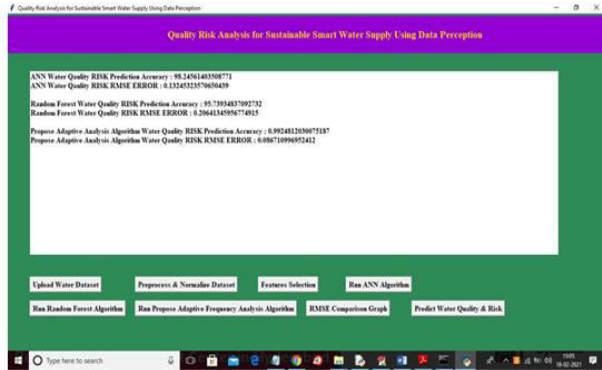 Quality Risk Analysis for Sustainable Smart Water Supply Using Data Perception
Quality Risk Analysis for Sustainable Smart Water Supply Using Data Perception
ANN Water Quality RISK Prediction Accuracy : 98.24561403508771
ANN Water Quality RISK RMSE ERROR : 0.13245323570650439
Random Forest Water Quality RISK Prediction Accuracy : 95.73934837092732
Random Forest Water Quality RISK RMSE ERROR : 0.20641345956774915
Propose Adaptive Analysis Algorithm Water Quality RISK Prediction Accuracy : 0.9924812030075187
Propose Adaptive Analysis Algorithm Water Quality RISK RMSE ERROR : 0.086710996952412
Upload Water Dataset
Preprocess & Normalize Dataset
Features Selection
Run ANN Algorithm
Run Random Forest Algorithm
Run Propose Adaptive Frequency Analysis Algorithm
RMSE Comparison Graph
Predict Water Quality & Risk
Type here to search
15:05
18-02-2021